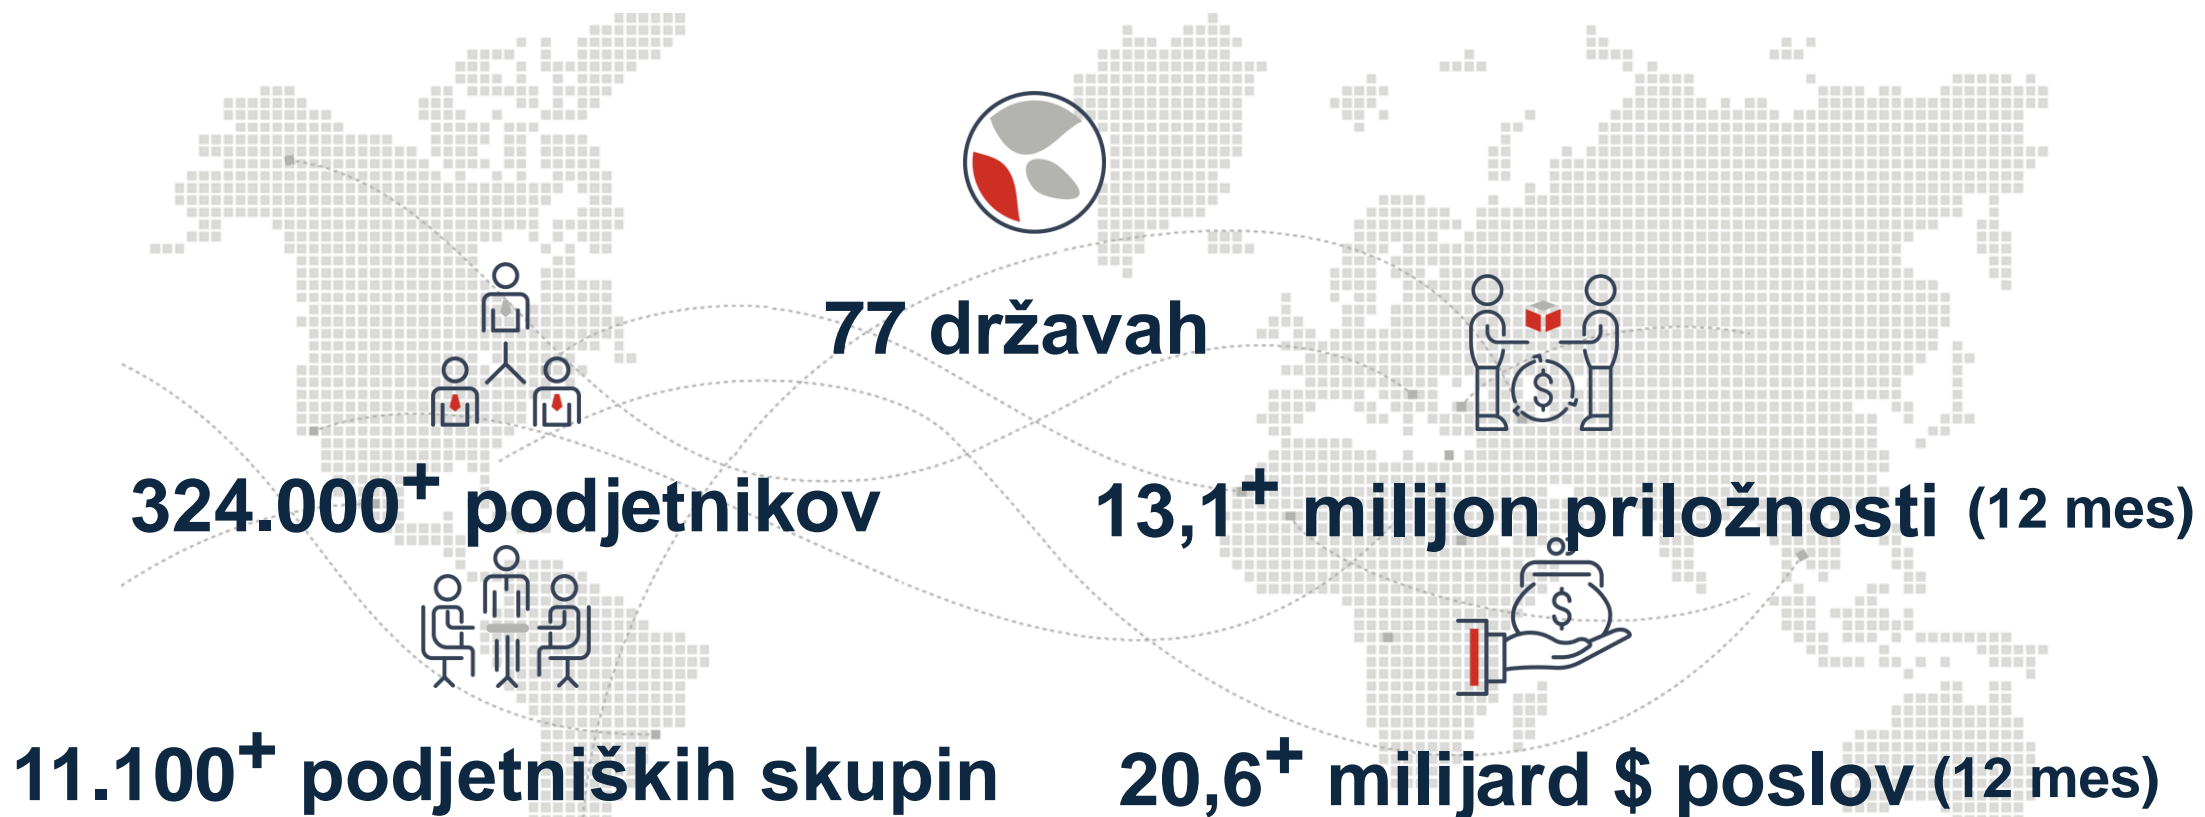 77 državah
324.000+ podjetnikov
13,1+ milijon priložnosti (12 mes)
11.100+ podjetniških skupin
20,6+ milijard $ poslov (12 mes)